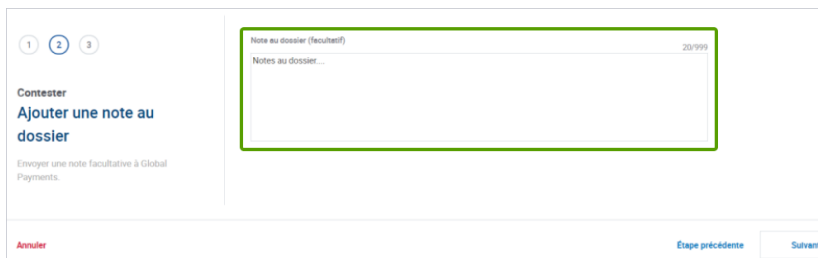 1 2 3
Contester
Ajouter une note au
dossier
Envoyer une note facultative à Global
Payments.
Note au dossier (facultatif)
20/999
Notes au dossier....
Annuler
Étape précédente
Suivant